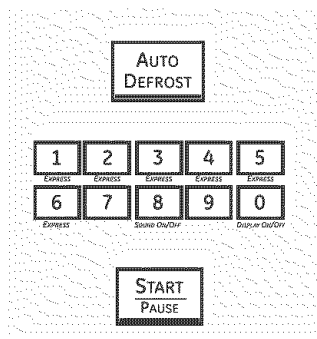 AUTO
DEFROST
1 2 3 4 5
EXPRESS EXPRESS EXPRESS EXPRESS EXPRESS
6 7 8 9 0
EXPRESS SOUND ON/OFF DISPLAY ON/OFF
START
PAUSE